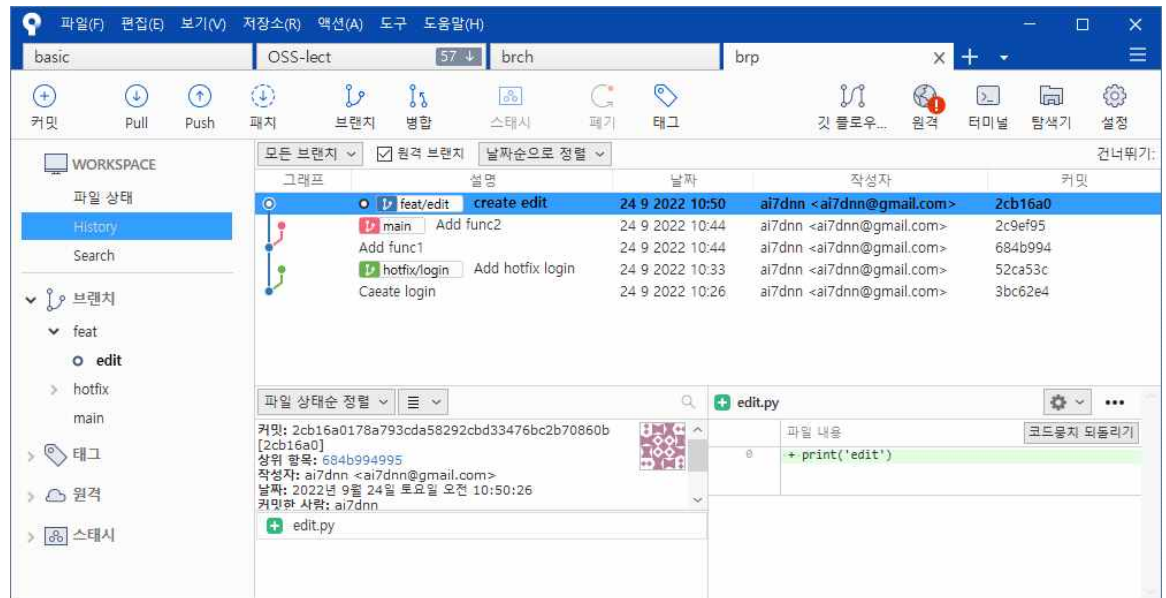 파일(F) 편집(E) 보기(V) 저장소(R) 액션(A) 도구 도움말(H)
basic OSS-lect 57 brch brp
커밋 Pull Push 패치 브랜치 병합 스태시 폐기 태그 깃 플로우... 원격 터미널 탐색기 설정
WORKSPACE
파일 상태
History
Search
브랜치
feat
edit
hotfix
main
태그
원격
스태시
모든 브랜치 원격 브랜치 날짜순으로 정렬 건너뛰기:
그래프 설명 날짜 작성자 커밋
feat/edit create edit 24 9 2022 10:50 ai7dnn <ai7dnn@gmail.com> 2cb16a0
main Add func2 24 9 2022 10:44 ai7dnn <ai7dnn@gmail.com> 2c9ef95
Add func1 24 9 2022 10:44 ai7dnn <ai7dnn@gmail.com> 684b994
hotfix/login Add hotfix login 24 9 2022 10:33 ai7dnn <ai7dnn@gmail.com> 52ca53c
Caeate login 24 9 2022 10:26 ai7dnn <ai7dnn@gmail.com> 3bc62e4
파일 상태순 정렬
커밋: 2cb16a0178a793cda58292cbd33476bc2b70860b
[2cb16a0]
상위 항목: 684b994995
작성자: ai7dnn <ai7dnn@gmail.com>
날짜: 2022년 9월 24일 토요일 오전 10:50:26
커밋한 사람: ai7dnn
edit.py
edit.py
파일 내용 코드뭉치 되돌리기
0 + print('edit')